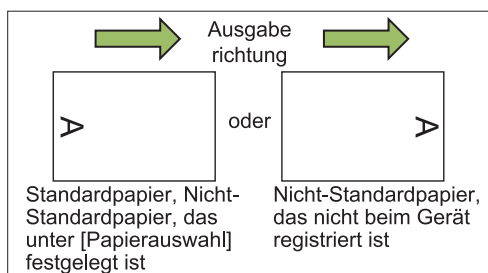 Ausgabe
richtung
A
oder
A
Standardpapier, Nicht-
Standardpapier, das
unter [Papierauswahl]
festgelegt ist
Nicht-Standardpapier,
das nicht beim Gerät
registriert ist